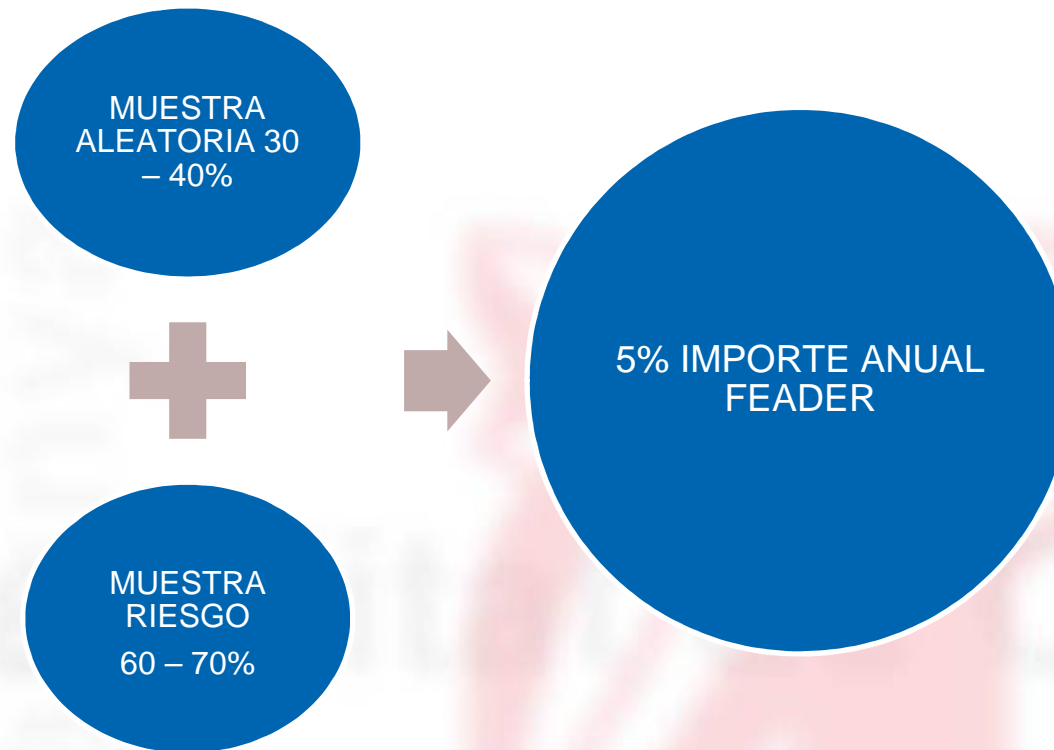 MUESTRA
ALEATORIA 30
– 40%
MUESTRA
RIESGO
60 – 70%
5% IMPORTE ANUAL
FEADER